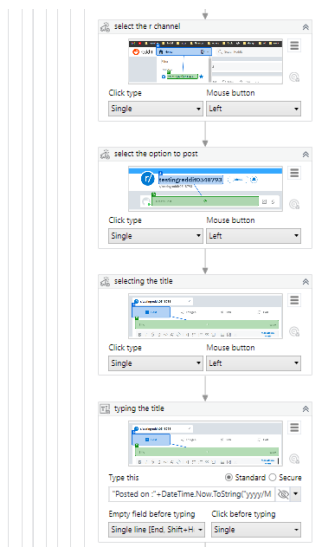 select the r channel
reddit
Click type Mouse button
Single Left
select the option to post
testingreddit0548793
Click type Mouse button
Single Left
selecting the title
Click type Mouse button
Single Left
typing the title
Type this Standard Secure
"Posted on :"+DateTime.Now.ToString("yyyy/M
Empty field before typing Click before typing
Single line [End, Shift+H Single